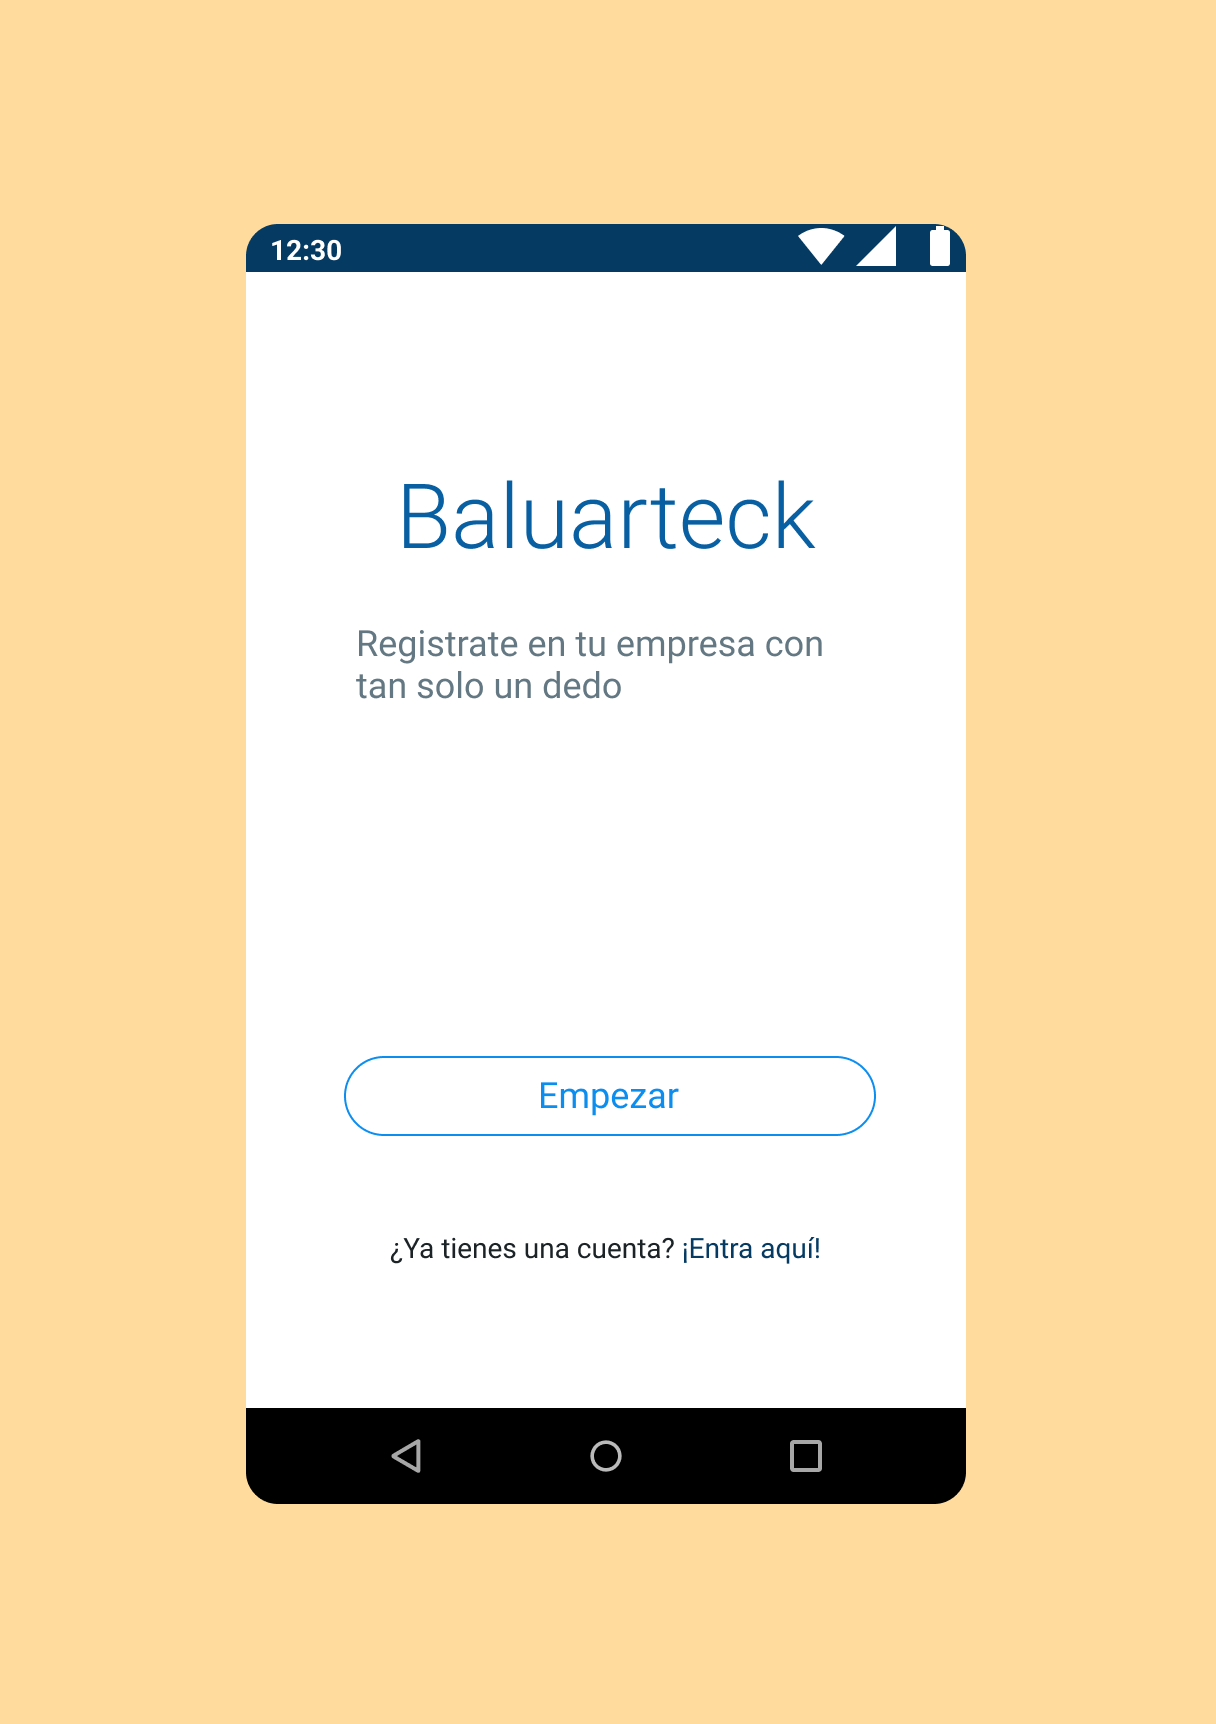 12:30
Baluarteck
Registrate en tu empresa con
tan solo un dedo
Empezar
¿Ya tienes una cuenta? ¡Entra aquí!